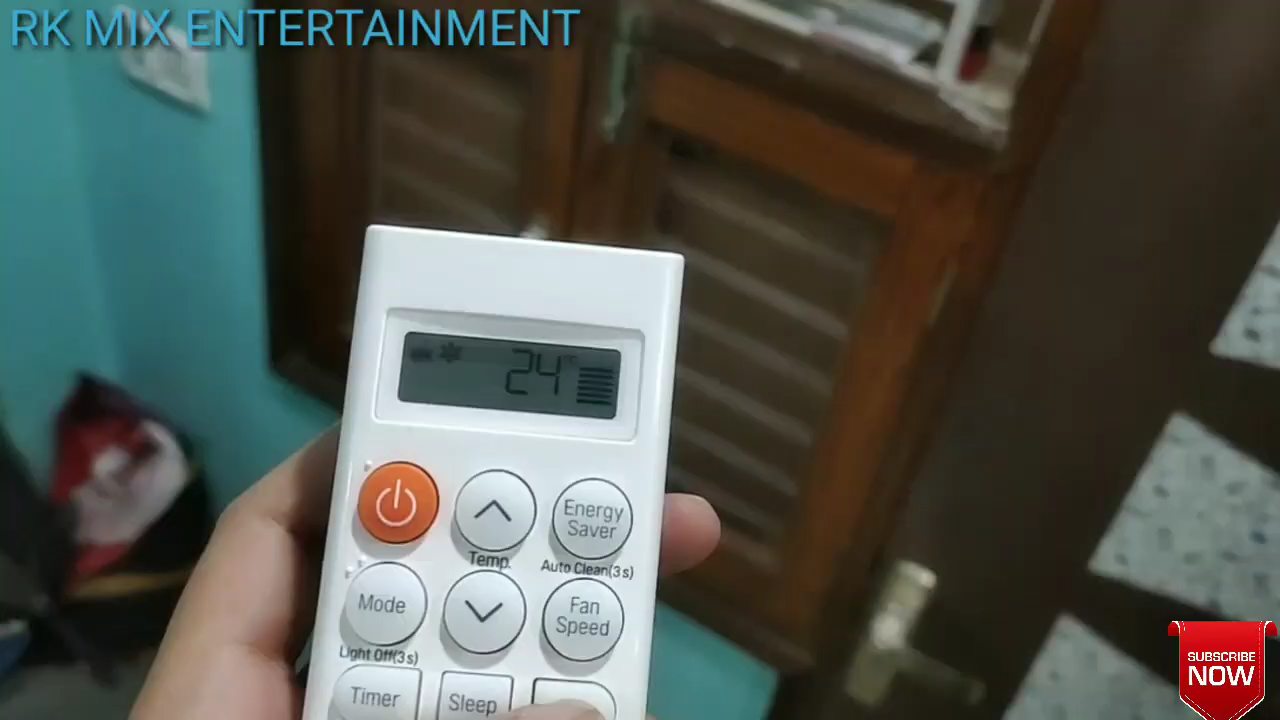 RK MIX ENTERTAINMENT
24°C
Energy
Saver
Temp.
Auto Clean(3s)
Mode
Fan
Speed
Light Off(3s)
Timer
Sleep
SUBSCRIBE
NOW